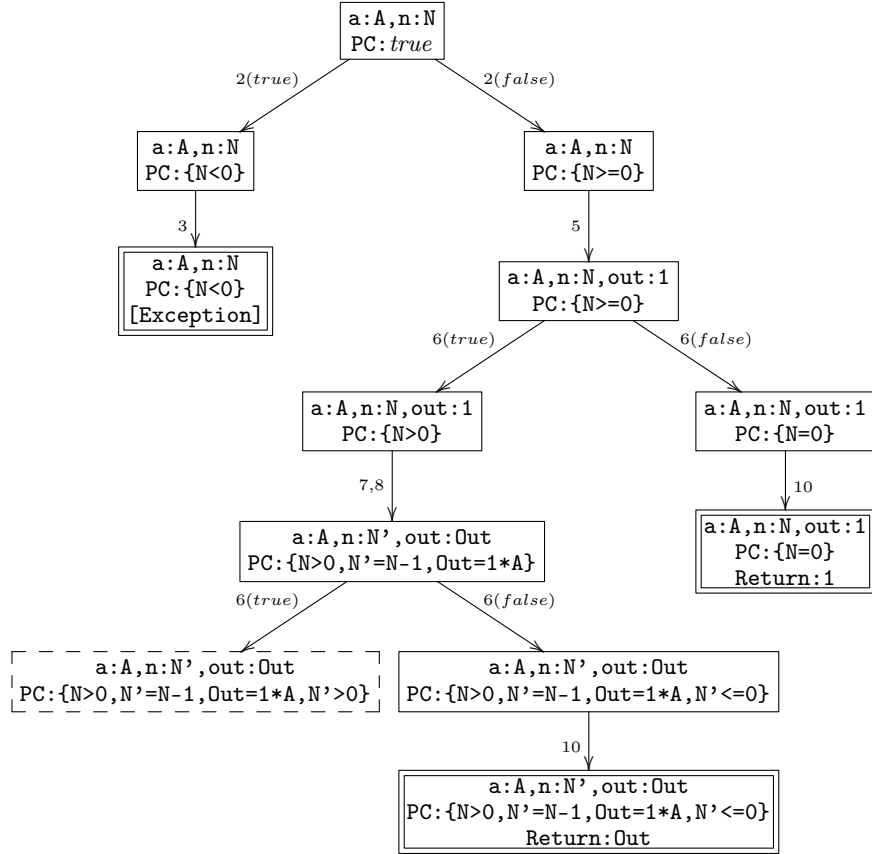 a:A,n:N
PC:true
2(true)
2(false)
a:A,n:N
PC:{N<0}
a:A,n:N
PC:{N>=0}
3
5
a:A,n:N
PC:{N<0}
[Exception]
a:A,n:N,out:1
PC:{N>=0}
6(true)
6(false)
a:A,n:N,out:1
PC:{N>0}
a:A,n:N,out:1
PC:{N=0}
7,8
10
a:A,n:N',out:Out
PC:{N>0,N'=N-1,Out=1*A}
a:A,n:N,out:1
PC:{N=0}
Return:1
6(true)
6(false)
a:A,n:N',out:Out
PC:{N>0,N'=N-1,Out=1*A,N'>0}
a:A,n:N',out:Out
PC:{N>0,N'=N-1,Out=1*A,N'<=0}
10
a:A,n:N',out:Out
PC:{N>0,N'=N-1,Out=1*A,N'<=0}
Return:Out